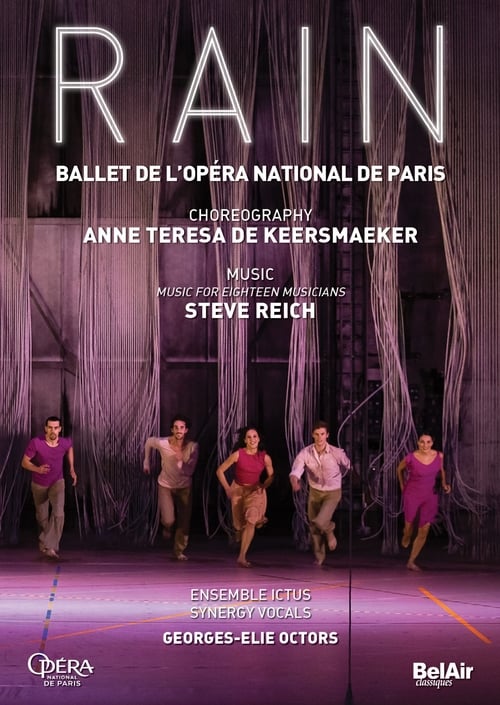 RAIN
BALLET DE L'OPÉRA NATIONAL DE PARIS
CHOREOGRAPHY
ANNE TERESA DE KEERSMAEKER
MUSIC
MUSIC FOR EIGHTEEN MUSICIANS
STEVE REICH
ENSEMBLE ICTUS
SYNERGY VOCALS
GEORGES-ELIE OCTORS
OPÉRA
NATIONAL
DE PARIS
BelAir
classiques